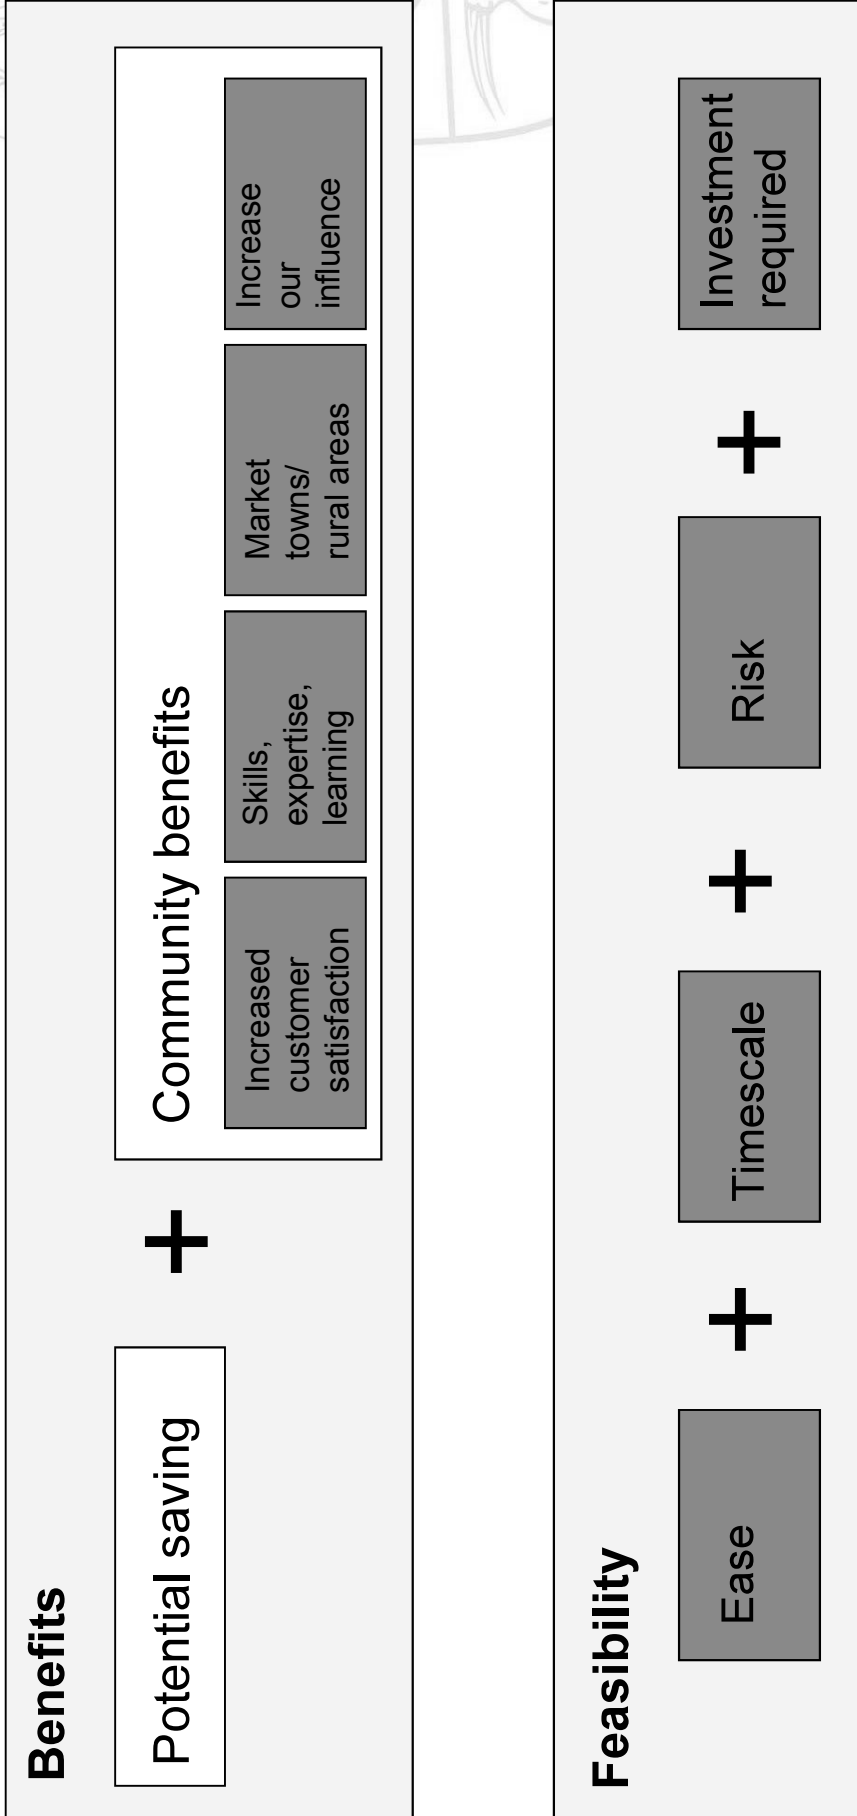 Benefits
Potential saving
+
Community benefits
Increased
customer
satisfaction
Skills,
expertise,
learning
Market
towns/
rural areas
Increase
our
influence
Feasibility
Ease
+
Timescale
+
Risk
+
Investment
required